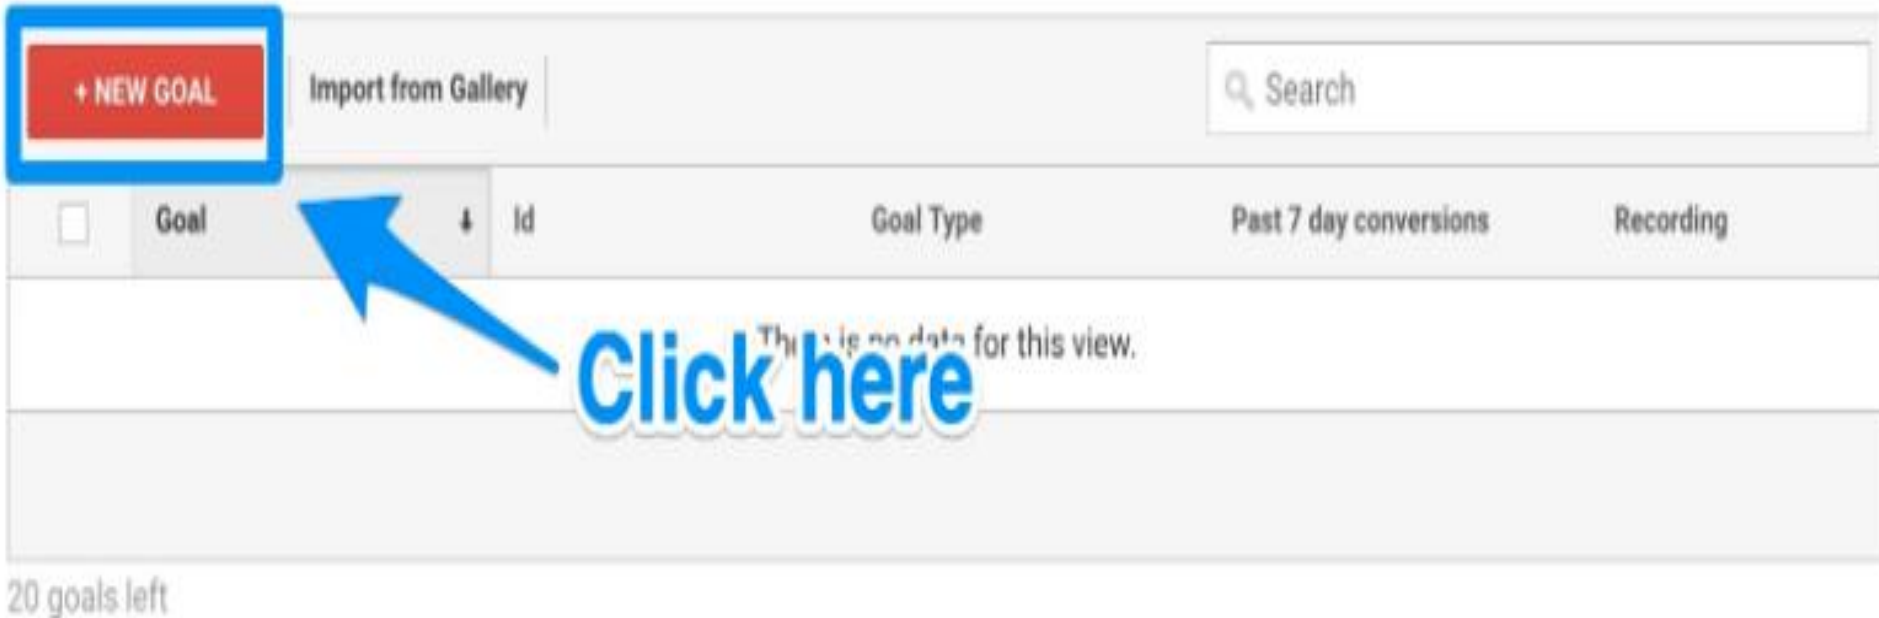 + NEW GOAL Import from Gallery Search
Goal Id Goal Type Past 7 day conversions Recording
for this view.
Click here
20 goals left